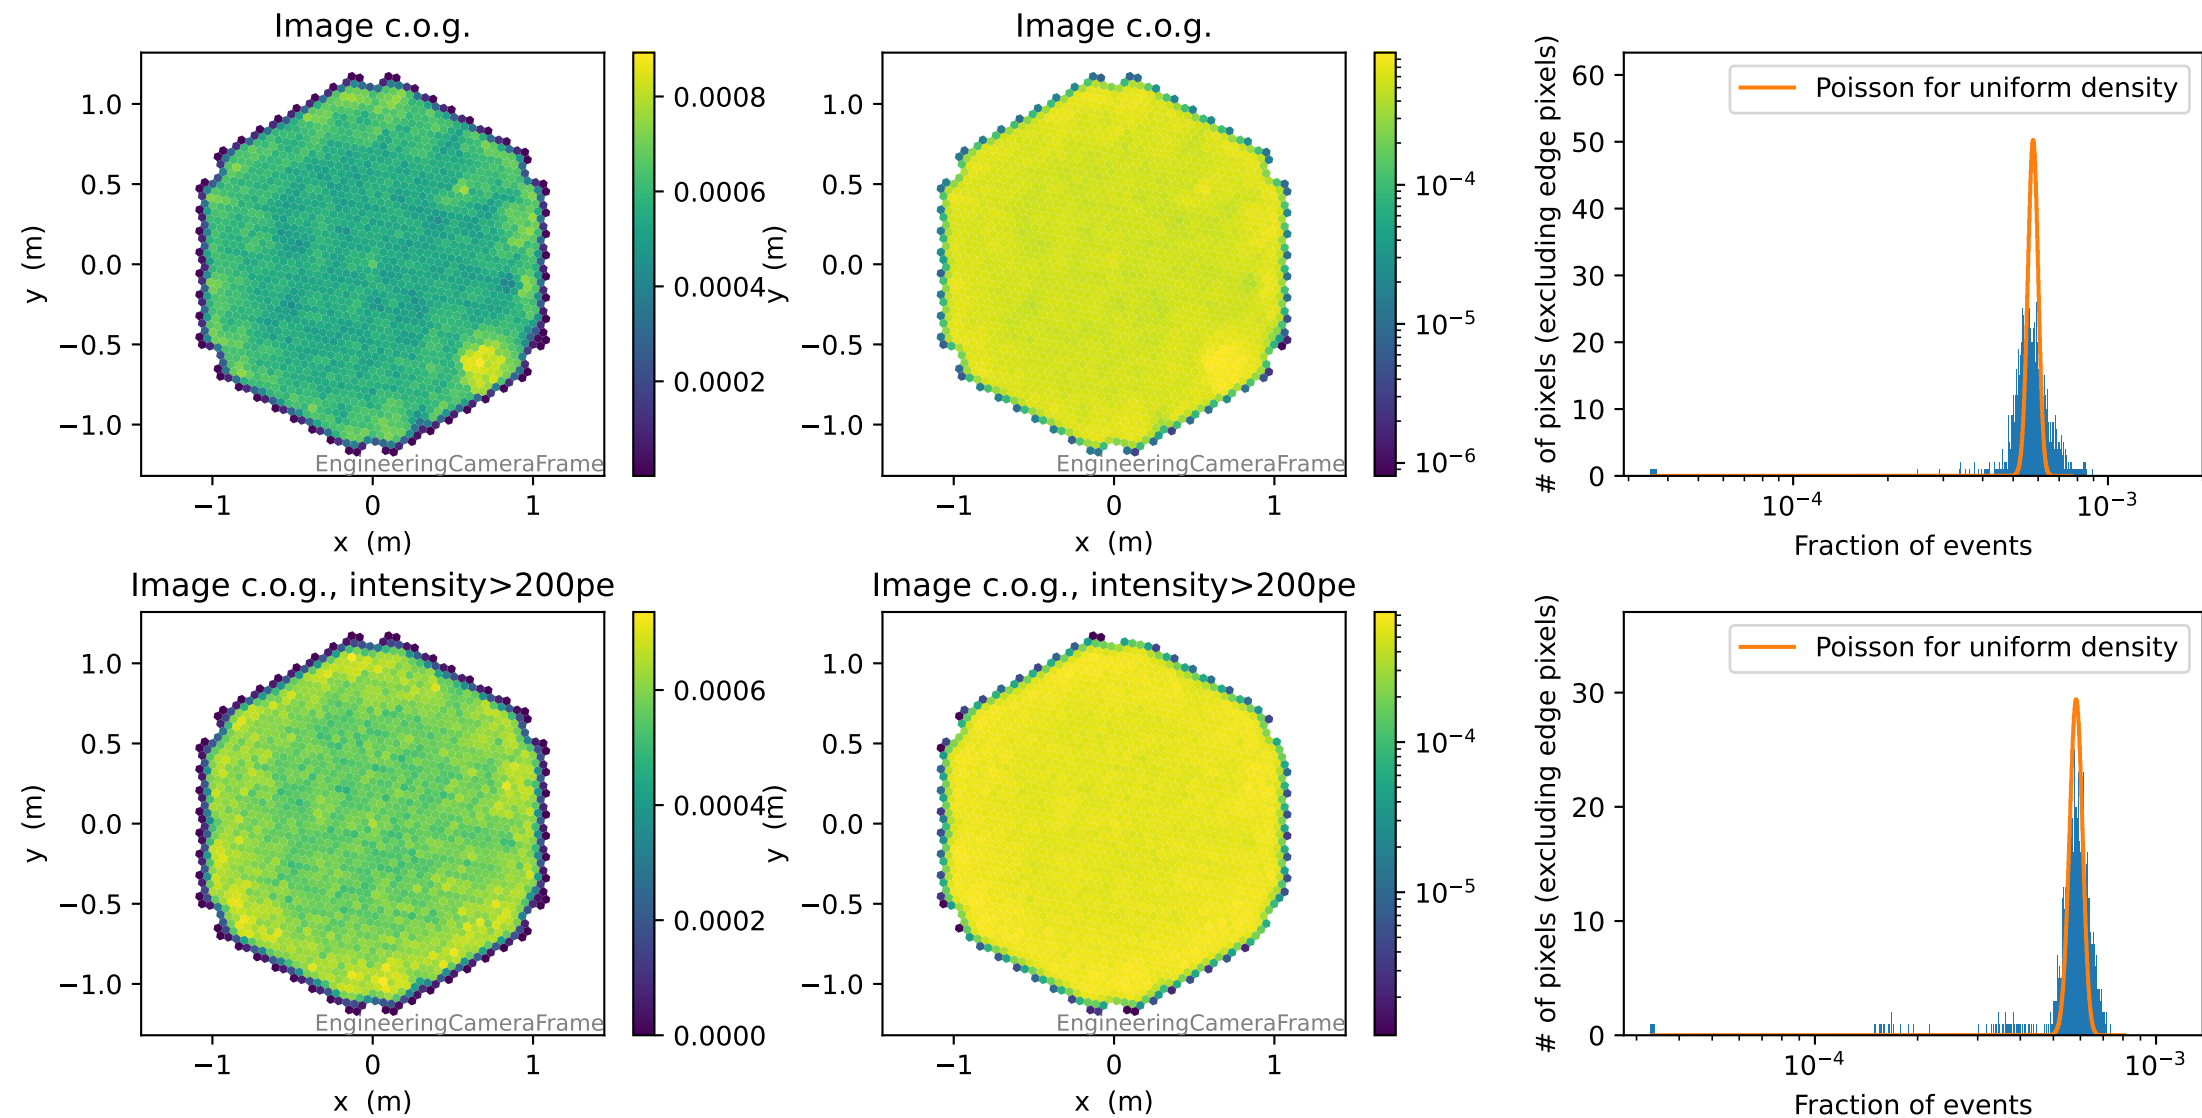 Image c.o.g.
1.0
0.5
0.0
−0.5
−1.0
y (m)
−1
0
1
x (m)
EngineeringCameraFrame
0.0008
0.0006
0.0004
0.0002
Image c.o.g.
1.0
0.5
0.0
−0.5
−1.0
y (m)
−1
0
1
x (m)
EngineeringCameraFrame
10⁻⁴
10⁻⁵
10⁻⁶
# of pixels (excluding edge pixels)
60
50
40
30
20
10
0
Poisson for uniform density
10⁻⁴
10⁻³
Fraction of events
Image c.o.g., intensity>200pe
1.0
0.5
0.0
−0.5
−1.0
y (m)
−1
0
1
x (m)
EngineeringCameraFrame
0.0006
0.0004
0.0002
0.0000
Image c.o.g., intensity>200pe
1.0
0.5
0.0
−0.5
−1.0
y (m)
−1
0
1
x (m)
EngineeringCameraFrame
10⁻⁴
10⁻⁵
# of pixels (excluding edge pixels)
30
20
10
0
Poisson for uniform density
10⁻⁴
10⁻³
Fraction of events